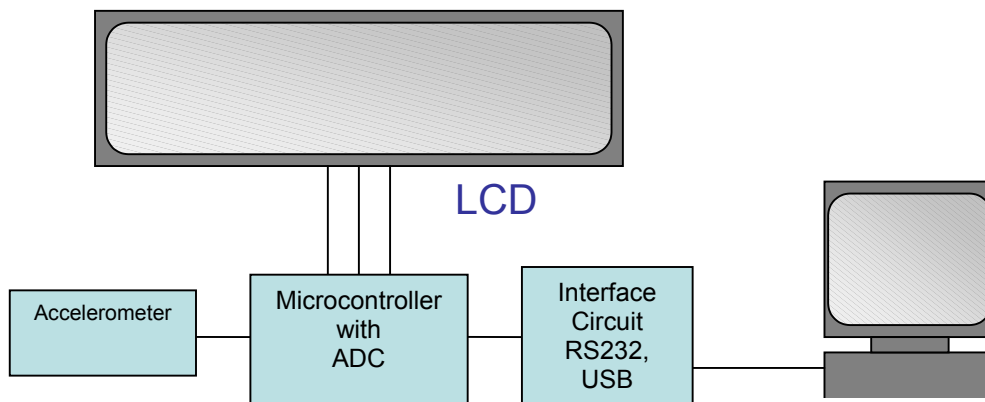 LCD
Accelerometer
Microcontroller
with
ADC
Interface
Circuit
RS232,
USB